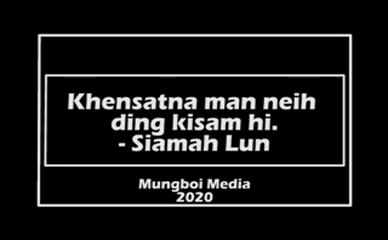 Khensatna man neih
ding kisam hi.
- Siamah Lun
Mungboi Media
2020